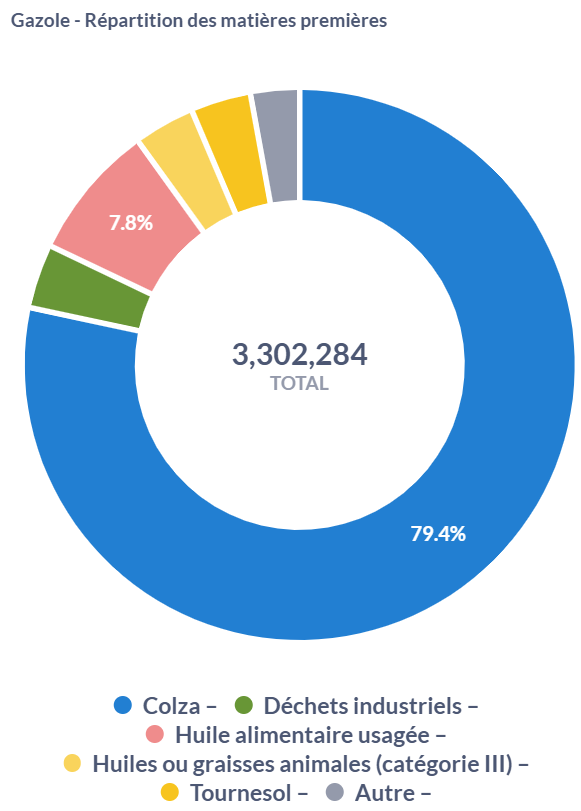 Gazole - Répartition des matières premières
7.8%
3,302,284
TOTAL
79.4%
Colza – Déchets industriels –
Huile alimentaire usagée –
Huiles ou graisses animales (catégorie III) –
Tournesol – Autre –